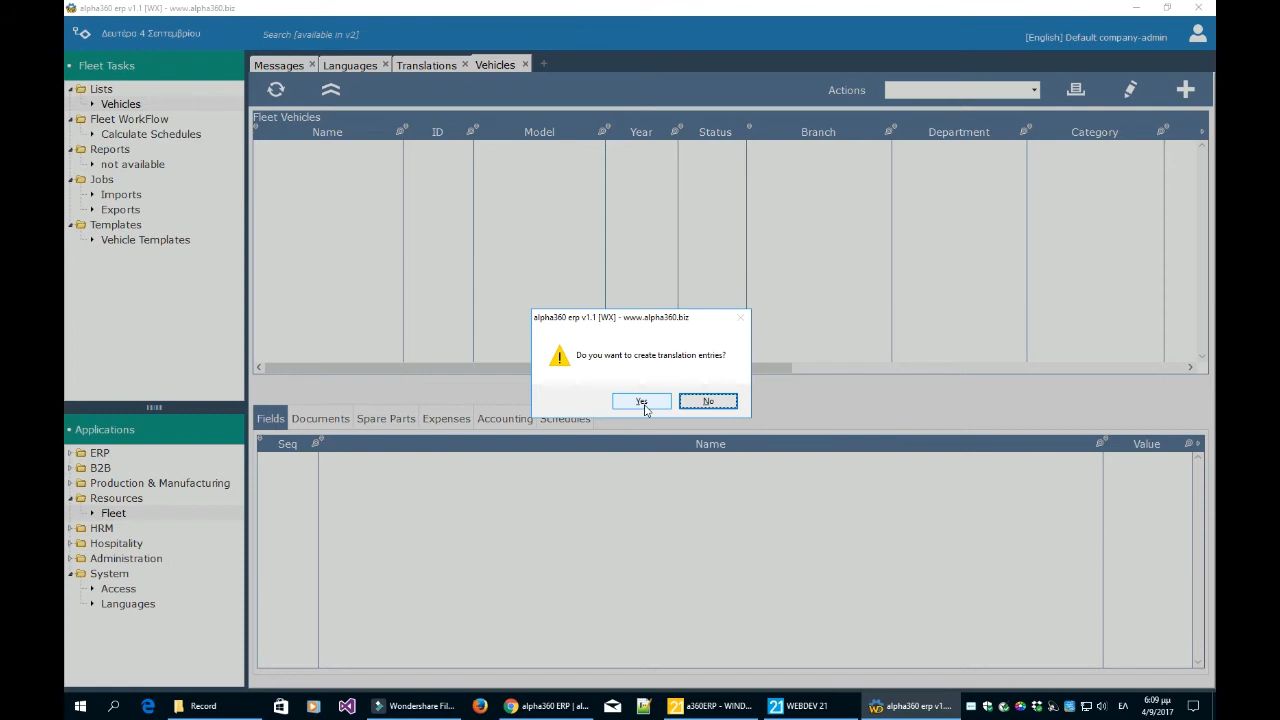 alpha360 erp v1.1 [WX] - www.alpha360.biz
Δευτέρα 4 Σεπτεμβρίου
Search [available in v2]
[English] Default company-admin
Fleet Tasks
Lists
Vehicles
Fleet WorkFlow
Calculate Schedules
Reports
not available
Jobs
Imports
Exports
Templates
Vehicle Templates
Messages Languages Translations Vehicles
Actions
Fleet Vehicles
Name ID Model Year Status Branch Department Category
alpha360 erp v1.1 [WX] - www.alpha360.biz
Do you want to create translation entries?
Yes No
Fields Documents Spare Parts Expenses Accounting Schedules
Seq Name Value
Applications
ERP
B2B
Production & Manufacturing
Resources
Fleet
HRM
Hospitality
Administration
System
Access
Languages
Record
Wondershare Fil...
alpha360 ERP | al...
21 a360ERP - WIND...
21 WEBDEV 21
alpha360 erp v1....
ΕΛ
6:09 μμ
4/9/2017